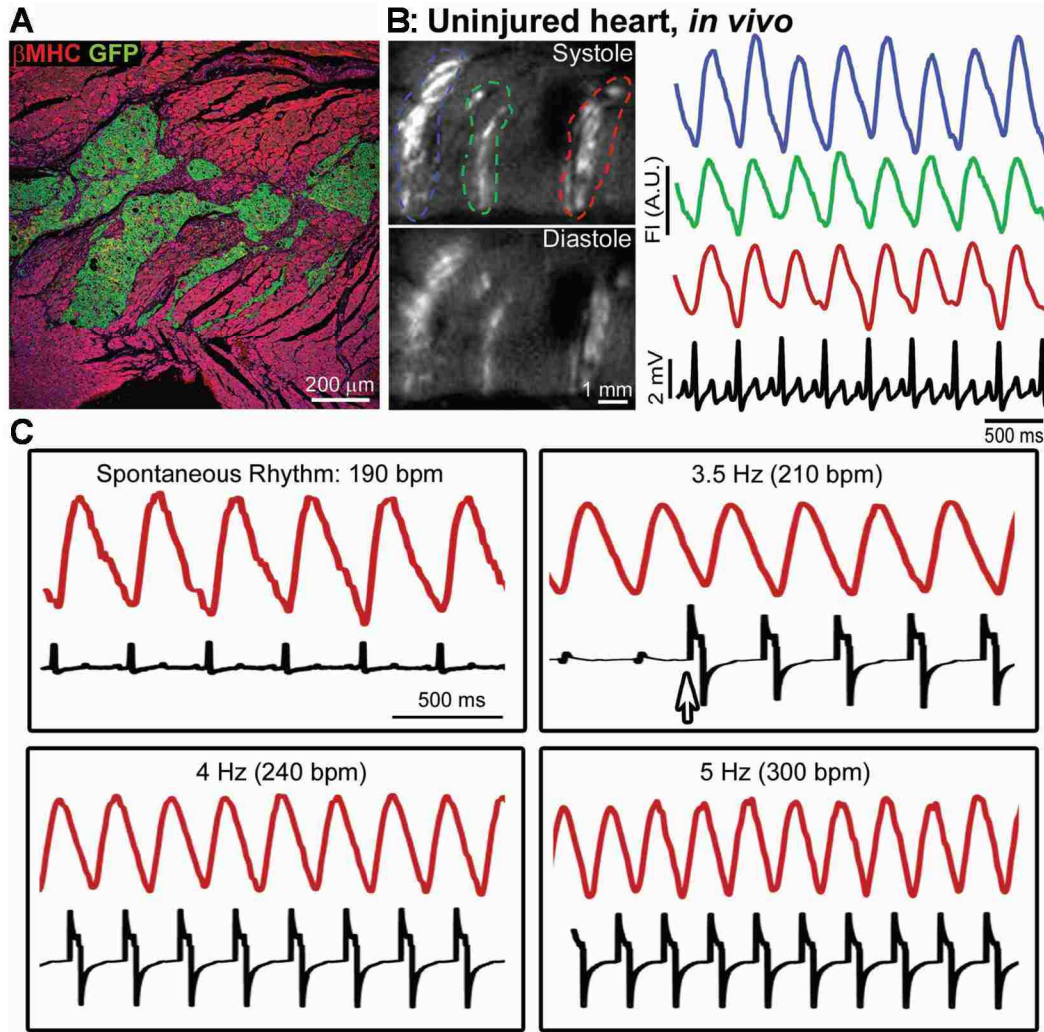 A
βMHC GFP
200 μm
B: Uninjured heart, in vivo
Systole
Diastole
1 mm
FI (A.U.)
2 mV
500 ms
C
Spontaneous Rhythm: 190 bpm
500 ms
3.5 Hz (210 bpm)
4 Hz (240 bpm)
5 Hz (300 bpm)